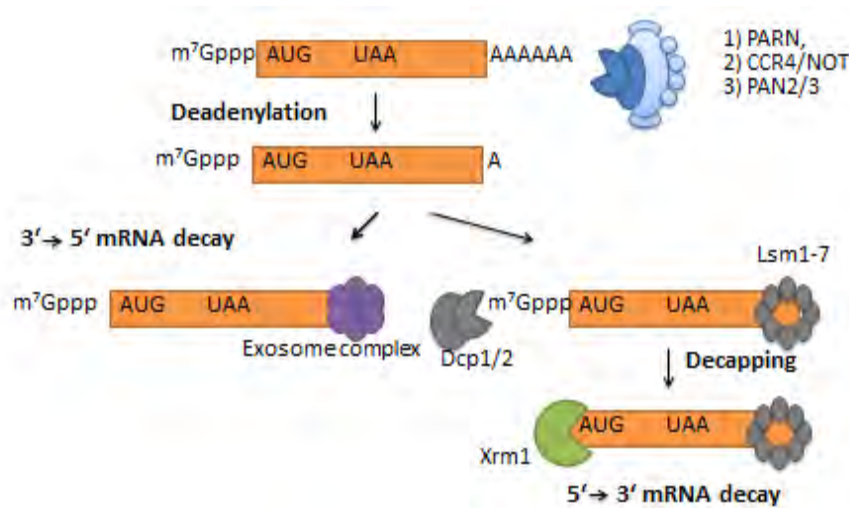 m⁷Gppp AUG UAA AAAAAA
1) PARN,
2) CCR4/NOT
3) PAN2/3
Deadenylation
m⁷Gppp AUG UAA A
3‘→ 5‘ mRNA decay
Lsm1-7
m⁷Gppp AUG UAA
m⁷Gppp AUG UAA
Exosome complex
Dcp1/2
Decapping
AUG UAA
Xrm1
5‘→ 3‘ mRNA decay